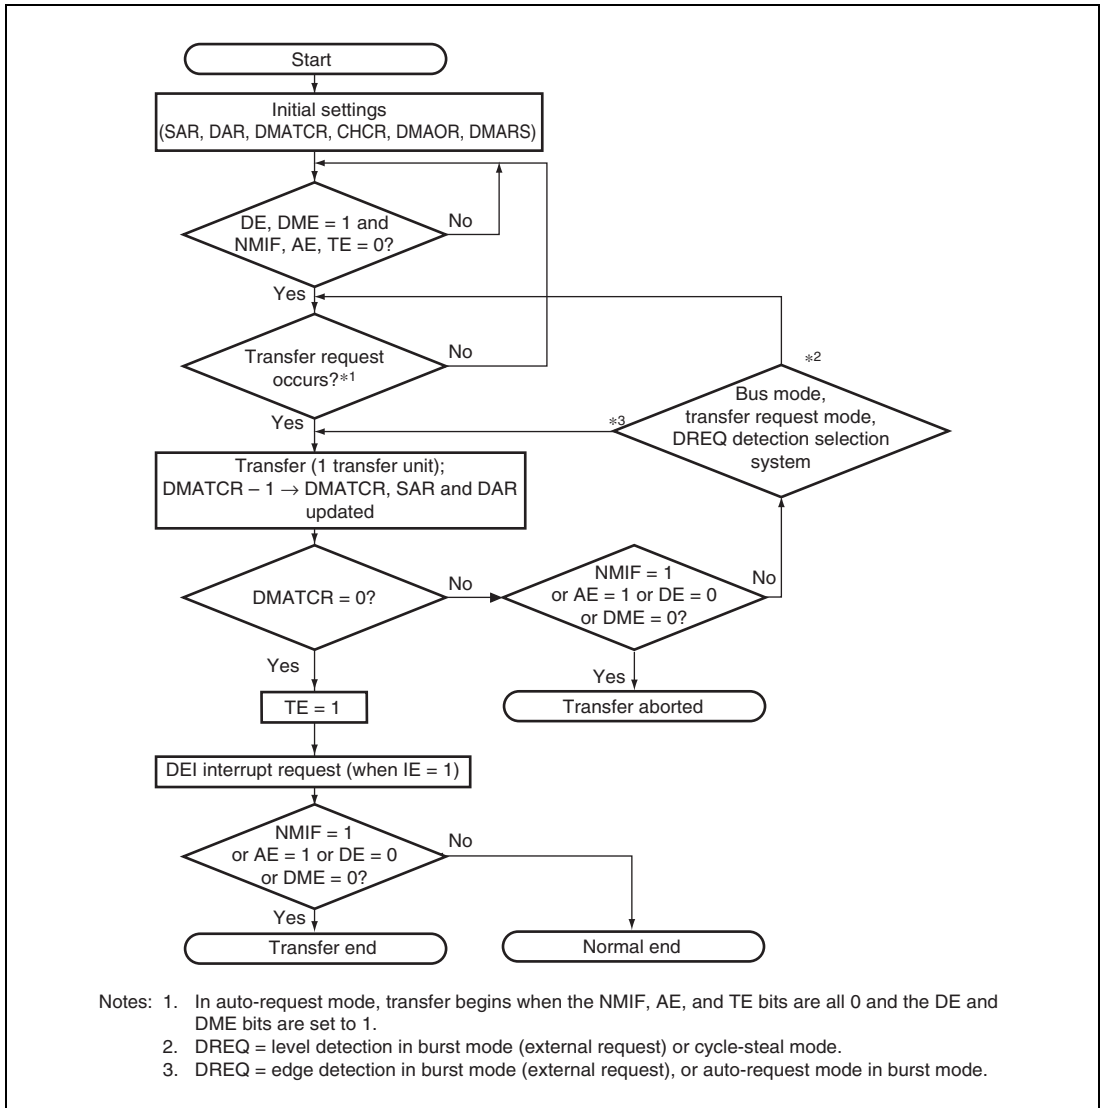 Start
Initial settings
(SAR, DAR, DMATCR, CHCR, DMAOR, DMARS)
DE, DME = 1 and
NMIF, AE, TE = 0?
No
Yes
Transfer request
occurs?*1
No
Yes
*2
Bus mode,
transfer request mode,
DREQ detection selection
system
*3
Transfer (1 transfer unit);
DMATCR – 1 → DMATCR, SAR and DAR
updated
DMATCR = 0?
No
NMIF = 1
or AE = 1 or DE = 0
or DME = 0?
No
Yes
Yes
TE = 1
Transfer aborted
DEI interrupt request (when IE = 1)
NMIF = 1
or AE = 1 or DE = 0
or DME = 0?
No
Yes
Transfer end
Normal end
Notes: 1. In auto-request mode, transfer begins when the NMIF, AE, and TE bits are all 0 and the DE and
DME bits are set to 1.
2. DREQ = level detection in burst mode (external request) or cycle-steal mode.
3. DREQ = edge detection in burst mode (external request), or auto-request mode in burst mode.